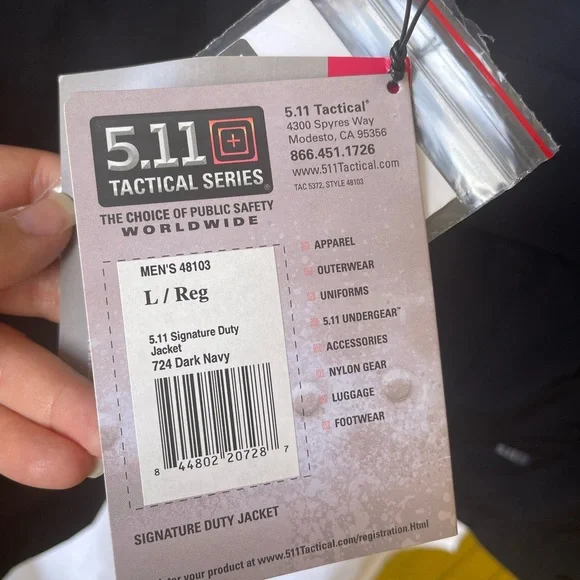 5.11
TACTICAL SERIES®
THE CHOICE OF PUBLIC SAFETY
WORLDWIDE
5.11 Tactical®
4300 Spyres Way
Modesto, CA 95356
866.451.1726
www.511Tactical.com
TAC 5372, STYLE 48103
MEN'S 48103
L / Reg
5.11 Signature Duty
Jacket
724 Dark Navy
8 44802 20728 7
APPAREL
OUTERWEAR
UNIFORMS
5.11 UNDERGEAR™
ACCESSORIES
NYLON GEAR
LUGGAGE
FOOTWEAR
SIGNATURE DUTY JACKET
your product at www.511Tactical.com/registration.Html